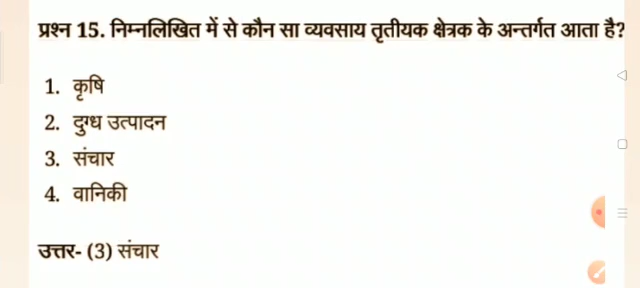 प्रश्न 15. निम्नलिखित में से कौन सा व्यवसाय तृतीयक क्षेत्रक के अन्तर्गत आता है?
1. कृषि
2. दुग्ध उत्पादन
3. संचार
4. वानिकी
उत्तर- (3) संचार